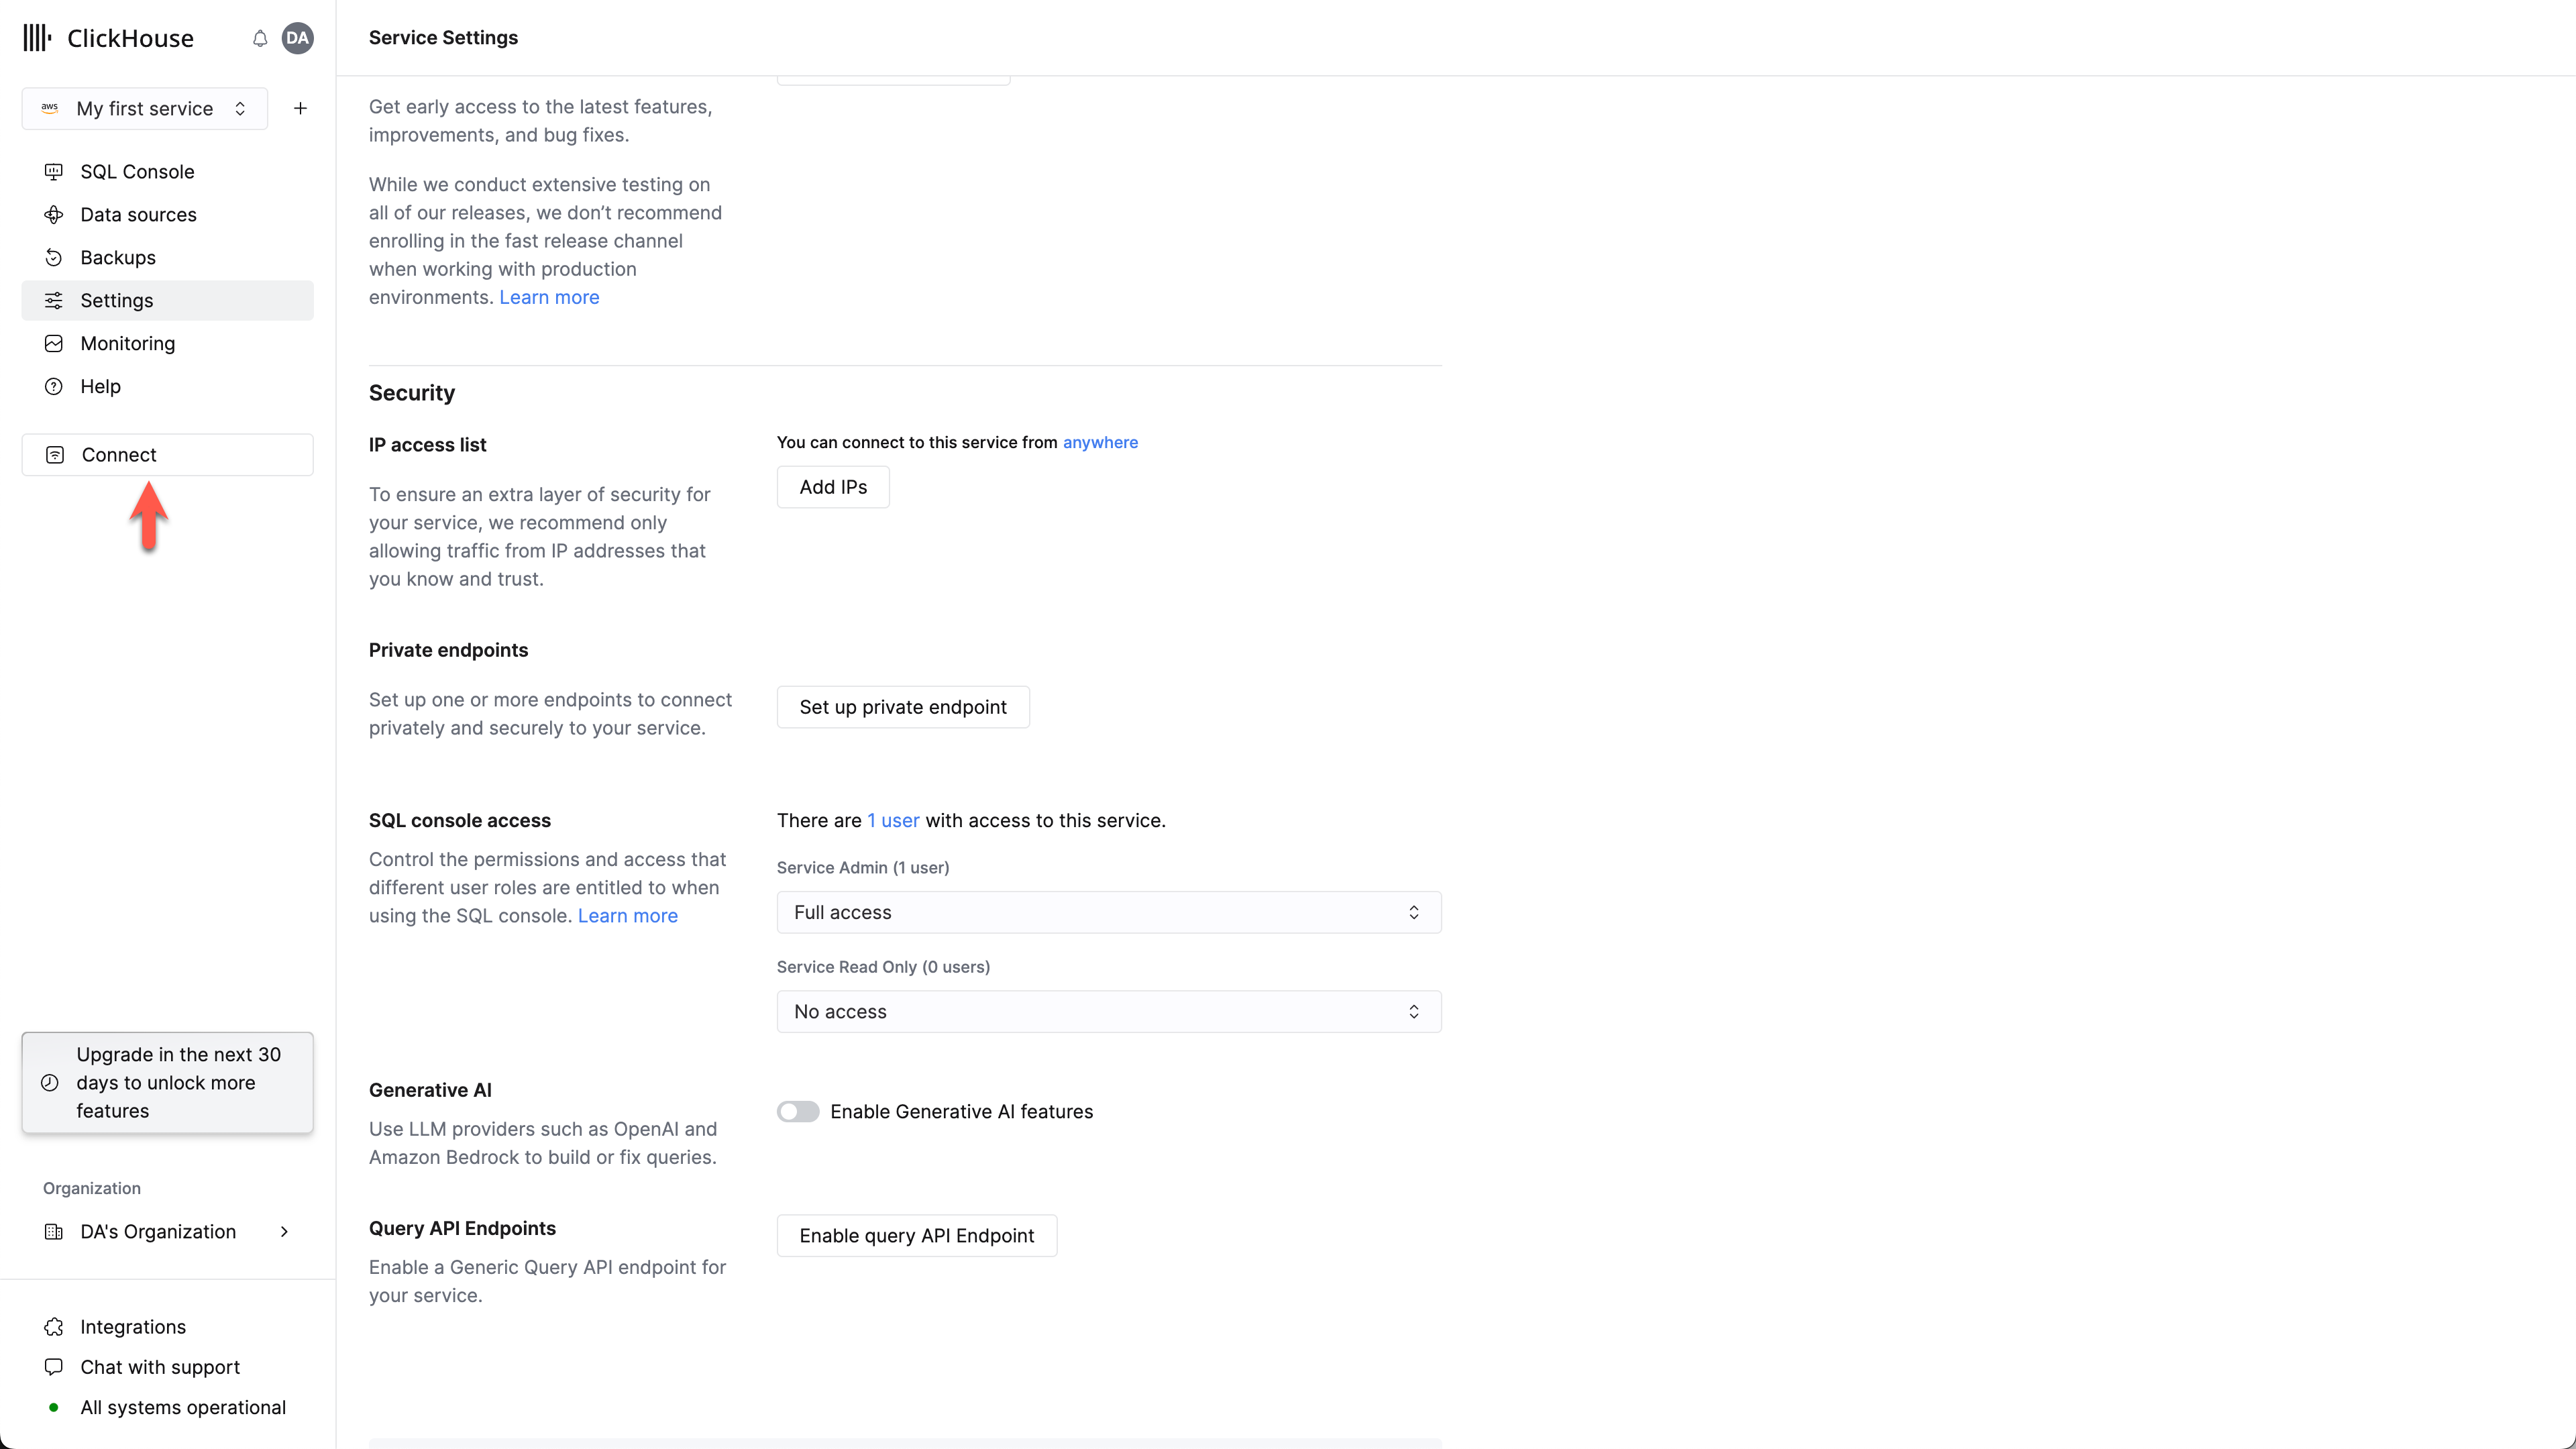 ClickHouse
DA
aws
My first service
SQL Console
Data sources
Backups
Settings
Monitoring
Help
Connect
Upgrade in the next 30
days to unlock more
features
Organization
DA's Organization
Integrations
Chat with support
All systems operational
Service Settings
Get early access to the latest features,
improvements, and bug fixes.
While we conduct extensive testing on
all of our releases, we don’t recommend
enrolling in the fast release channel
when working with production
environments. Learn more
Security
IP access list
To ensure an extra layer of security for
your service, we recommend only
allowing traffic from IP addresses that
you know and trust.
You can connect to this service from anywhere
Add IPs
Private endpoints
Set up one or more endpoints to connect
privately and securely to your service.
Set up private endpoint
SQL console access
Control the permissions and access that
different user roles are entitled to when
using the SQL console. Learn more
There are 1 user with access to this service.
Service Admin (1 user)
Full access
Service Read Only (0 users)
No access
Generative AI
Use LLM providers such as OpenAI and
Amazon Bedrock to build or fix queries.
Enable Generative AI features
Query API Endpoints
Enable a Generic Query API endpoint for
your service.
Enable query API Endpoint